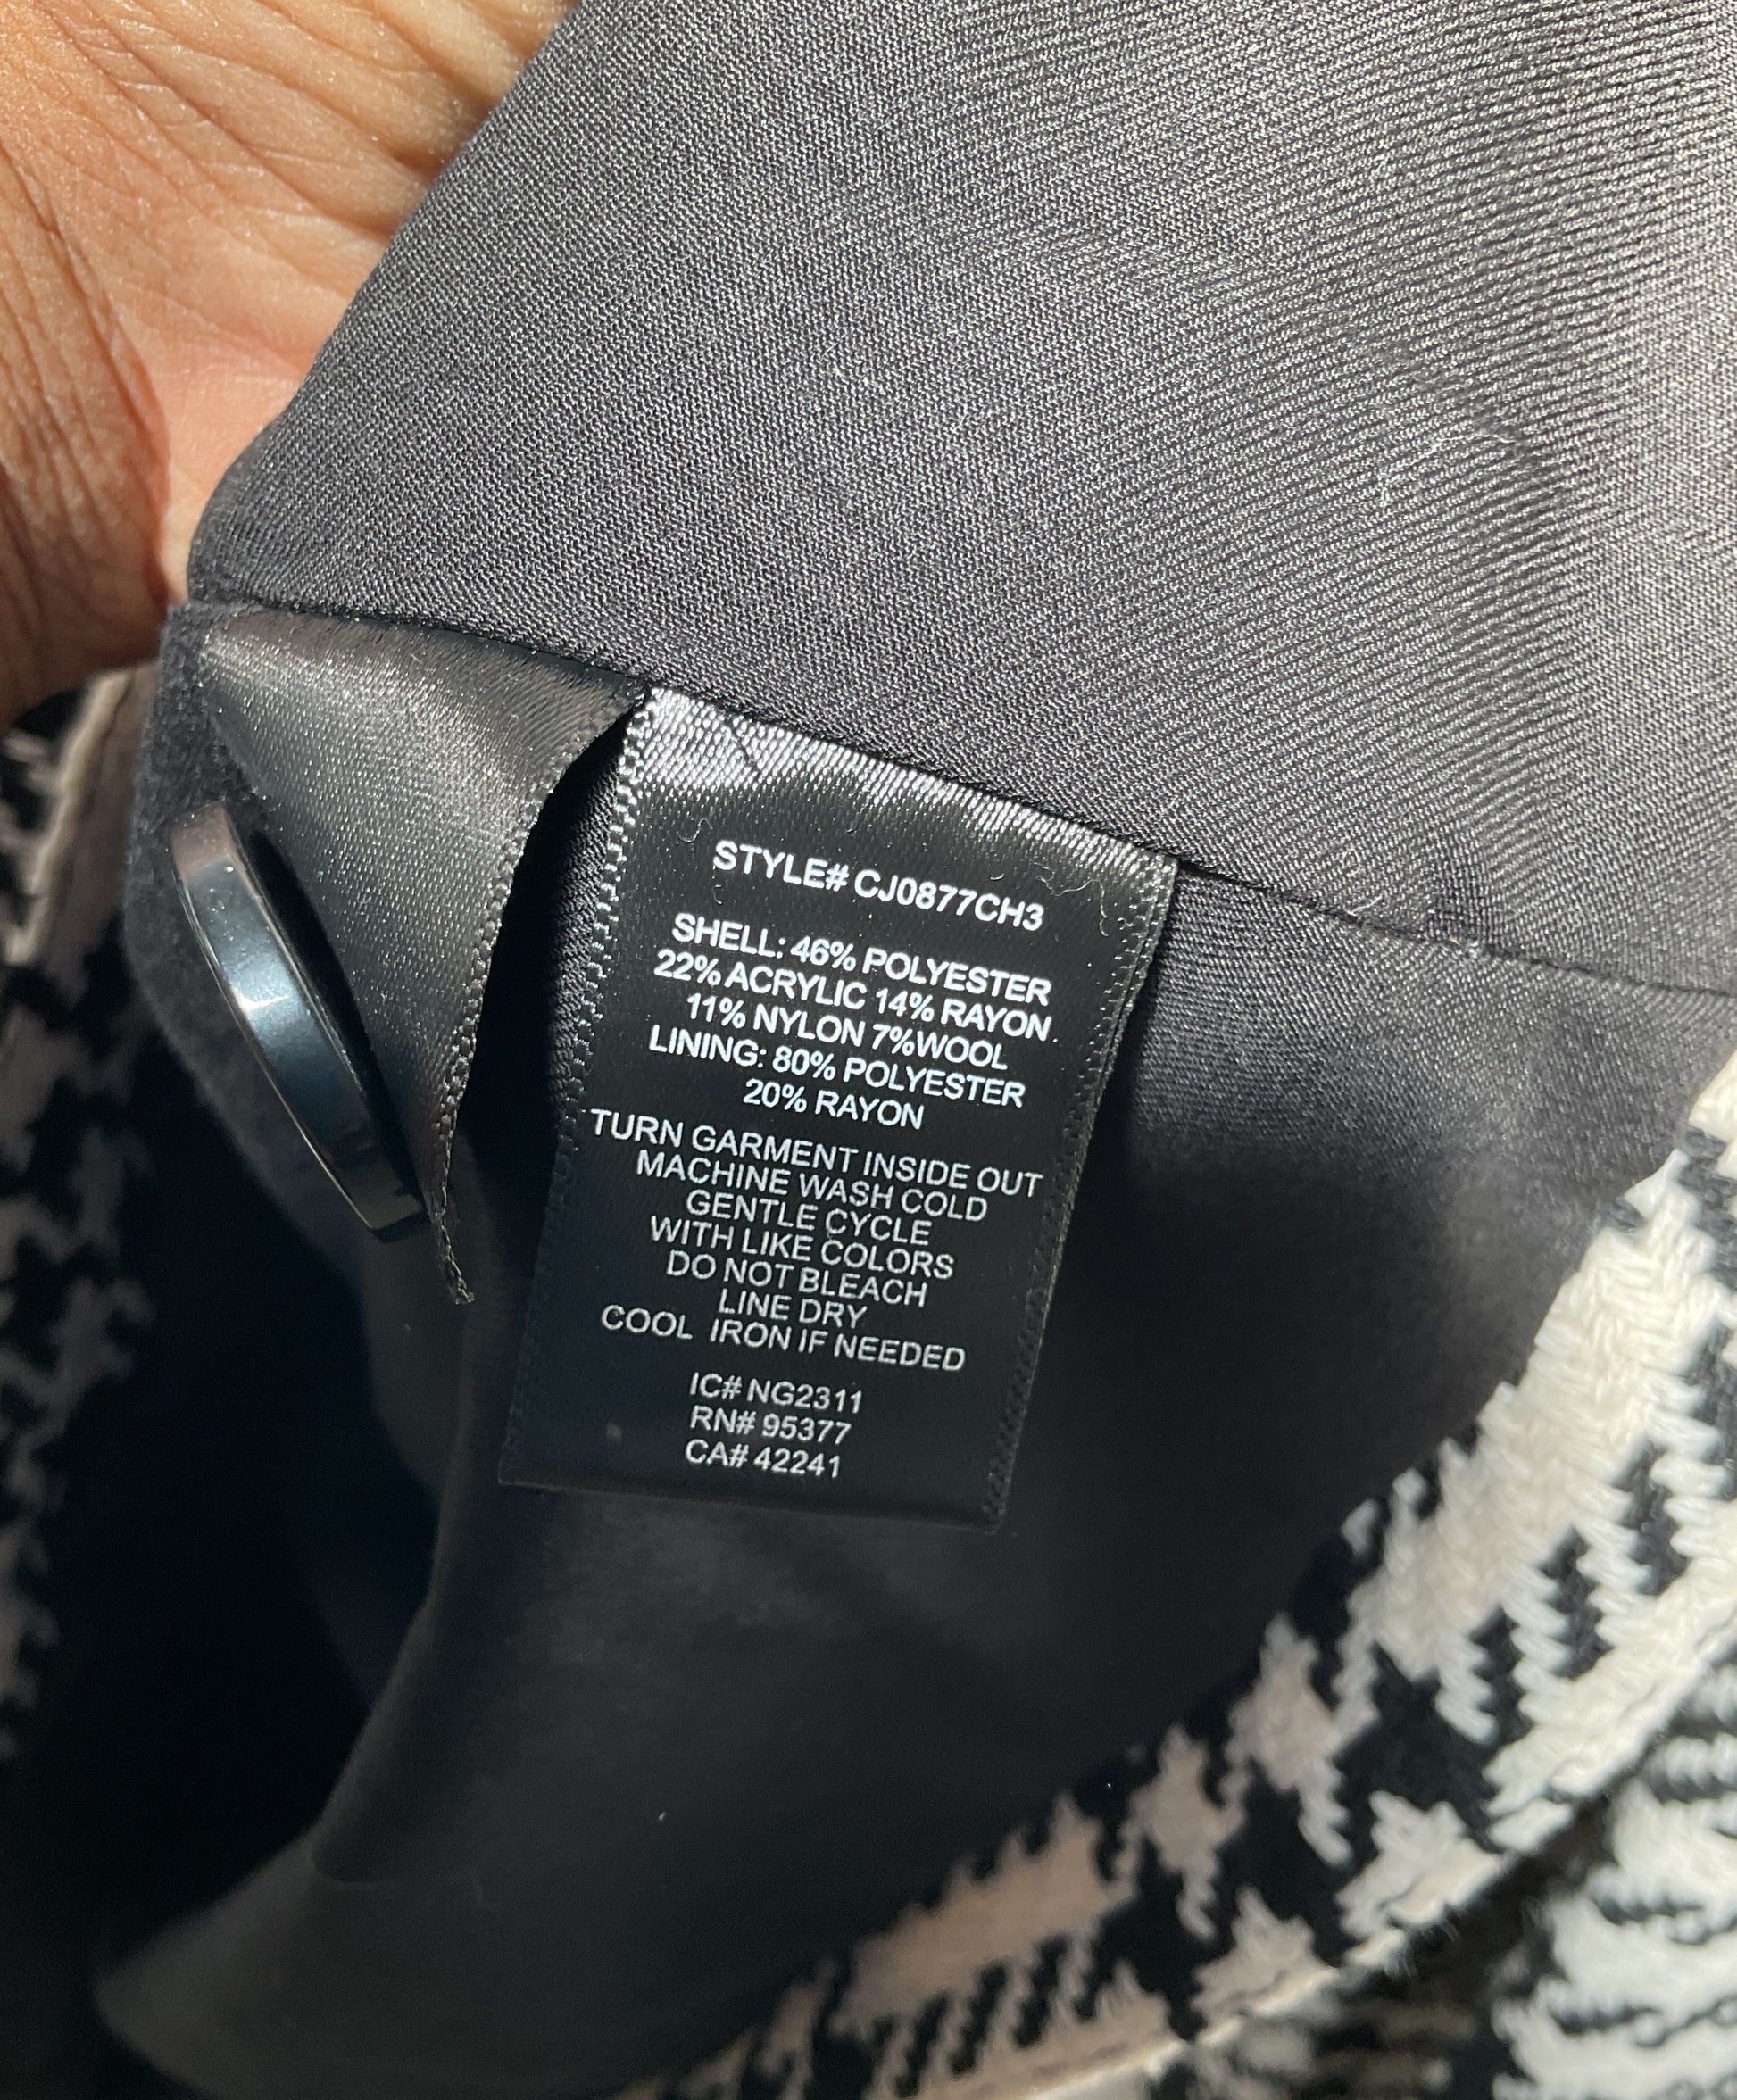 STYLE# CJ0877CH3
SHELL: 46% POLYESTER
22% ACRYLIC 14% RAYON
11% NYLON 7%WOOL
LINING: 80% POLYESTER
20% RAYON
TURN GARMENT INSIDE OUT
MACHINE WASH COLD
GENTLE CYCLE
WITH LIKE COLORS
DO NOT BLEACH
LINE DRY
COOL IRON IF NEEDED
IC# NG2311
RN# 95377
CA# 42241